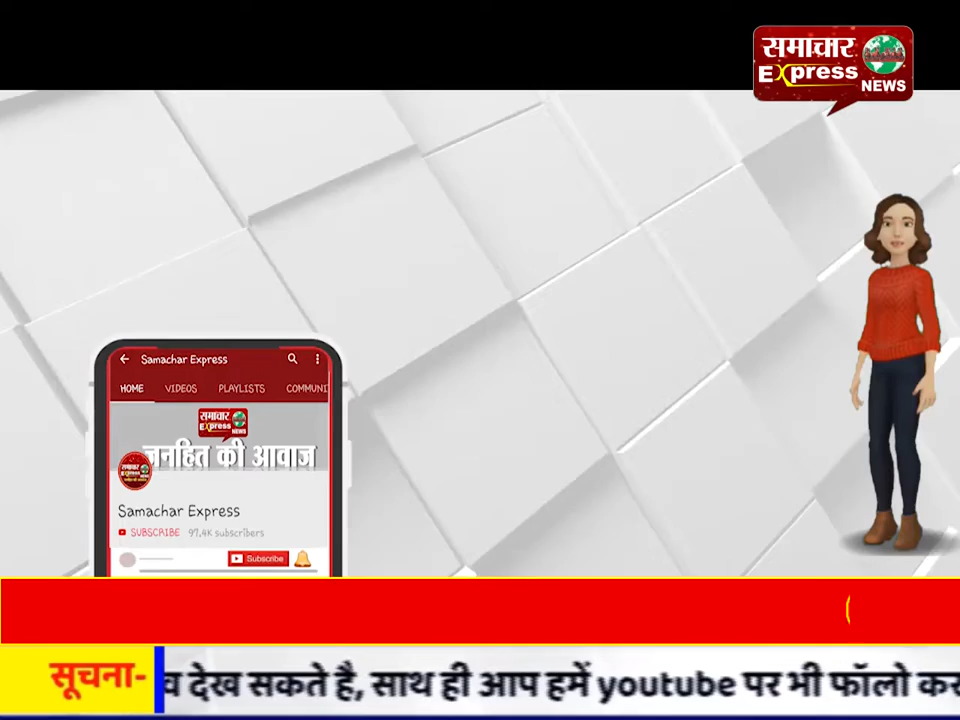 समाचार
Express
NEWS
Samachar Express
HOME VIDEOS PLAYLISTS
समाचार
Express
NEWS
जनहित की आवाज
Samachar Express
SUBSCRIBE 97.4K subscribers
Subscribe
सूचना- देख सकते है, साथ ही आप हमें youtube पर भी फॉलो